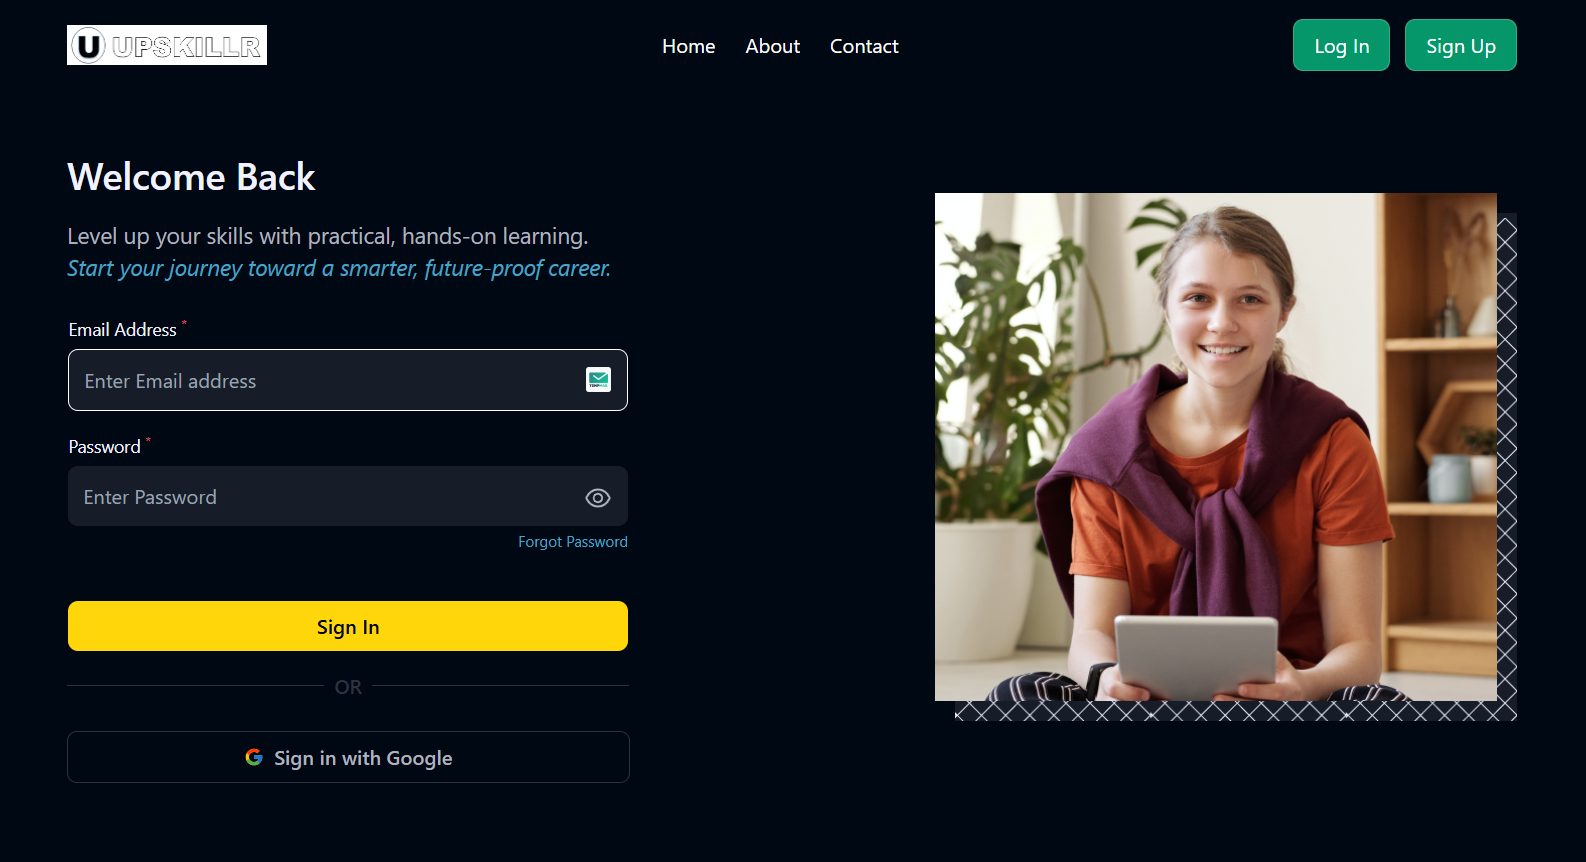 U UPSKILLR
Home About Contact
Log In Sign Up
Welcome Back
Level up your skills with practical, hands-on learning.
Start your journey toward a smarter, future-proof career.
Email Address *
Enter Email address
Password *
Enter Password
Forgot Password
Sign In
OR
Sign in with Google